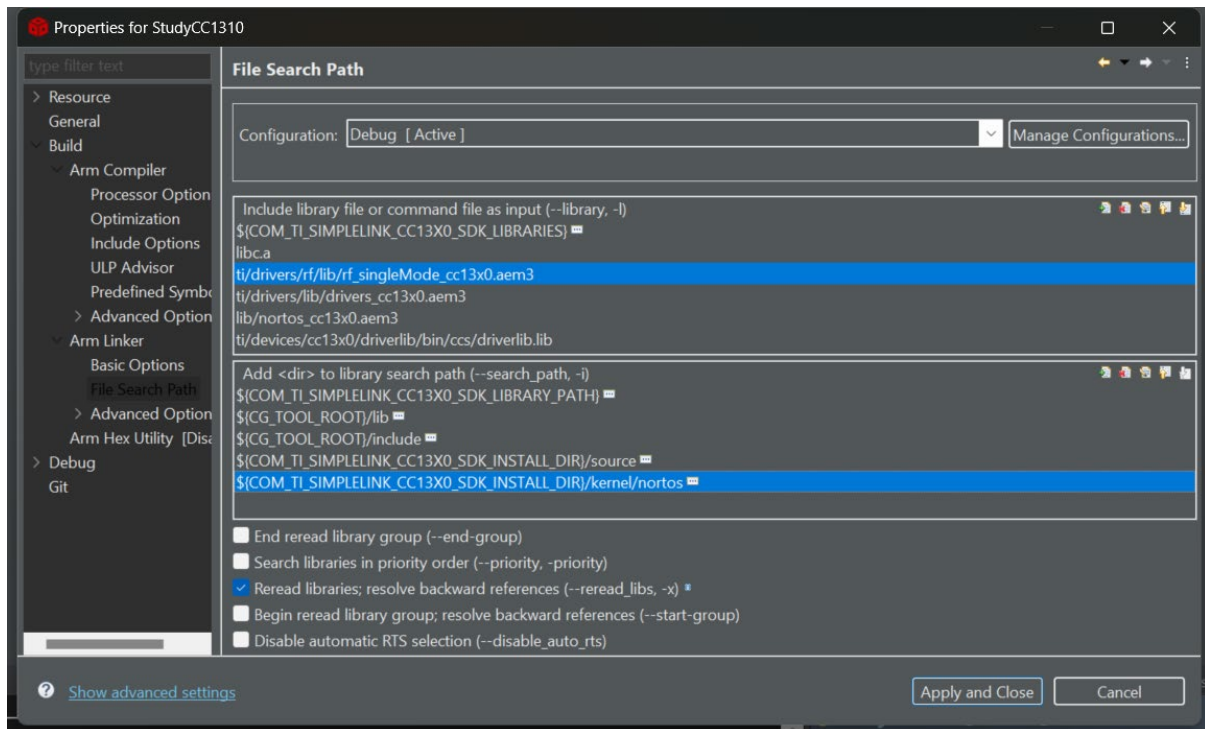 Properties for StudyCC1310
type filter text
Resource
General
Build
Arm Compiler
Processor Option
Optimization
Include Options
ULP Advisor
Predefined Symbo
Advanced Option
Arm Linker
Basic Options
File Search Path
Advanced Option
Arm Hex Utility [Disa
Debug
Git
File Search Path
Configuration: Debug [ Active ]
Manage Configurations...
Include library file or command file as input (--library, -l)
${COM_TI_SIMPLELINK_CC13X0_SDK_LIBRARIES}
libc.a
ti/drivers/rf/lib/rf_singleMode_cc13x0.aem3
ti/drivers/lib/drivers_cc13x0.aem3
lib/nortos_cc13x0.aem3
ti/devices/cc13x0/driverlib/bin/ccs/driverlib.lib
Add <dir> to library search path (--search_path, -i)
${COM_TI_SIMPLELINK_CC13X0_SDK_LIBRARY_PATH}
${CG_TOOL_ROOT}/lib
${CG_TOOL_ROOT}/include
${COM_TI_SIMPLELINK_CC13X0_SDK_INSTALL_DIR}/source
${COM_TI_SIMPLELINK_CC13X0_SDK_INSTALL_DIR}/kernel/nortos
End reread library group (--end-group)
Search libraries in priority order (--priority, -priority)
Reread libraries; resolve backward references (--reread_libs, -x)
Begin reread library group; resolve backward references (--start-group)
Disable automatic RTS selection (--disable_auto_rts)
Show advanced settings
Apply and Close
Cancel